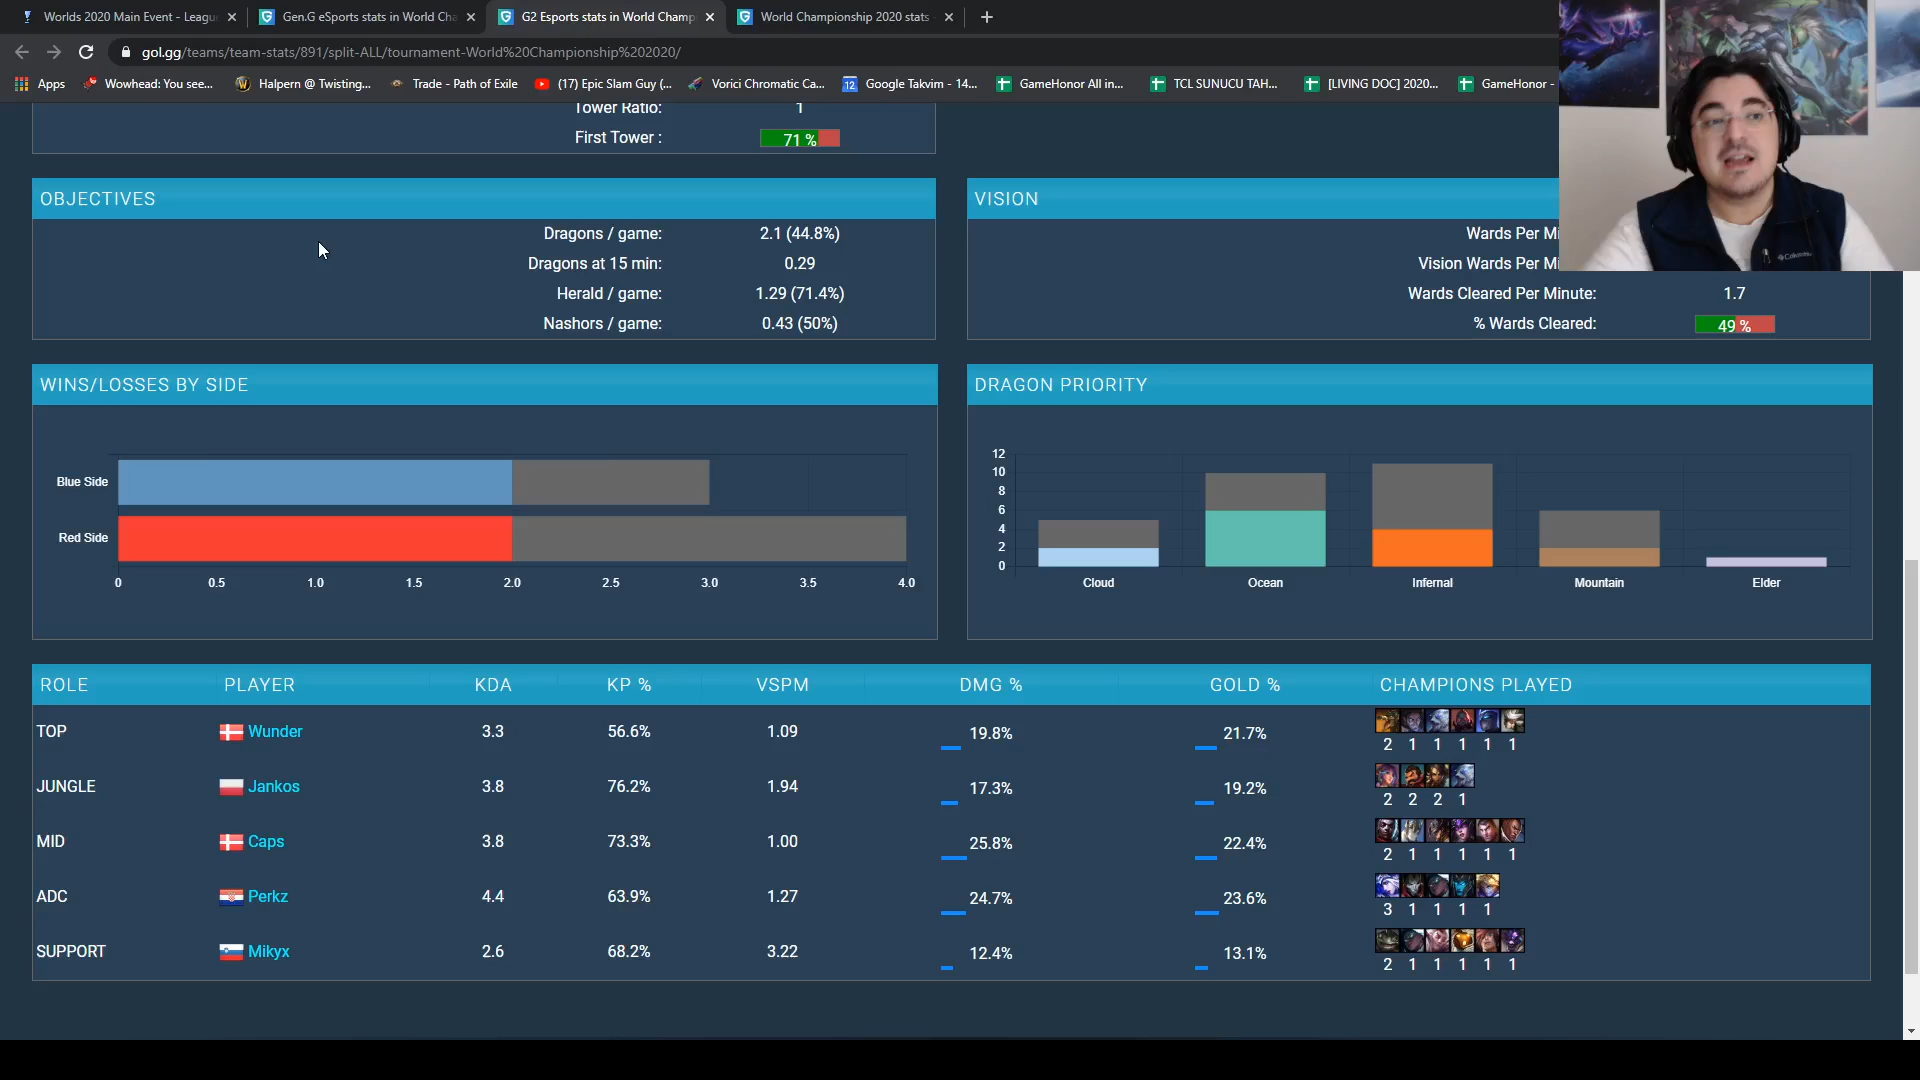 Worlds 2020 Main Event - Leagu
Gen.G eSports stats in World Cha
G2 Esports stats in World Champ
World Championship 2020 stats
gol.gg/teams/team-stats/891/split-ALL/tournament-World%20Championship%202020/
Apps
Wowhead: You see...
Halpern @ Twisting...
Trade - Path of Exile
(17) Epic Slam Guy (...
Vorici Chromatic Ca...
12
Google Takvim - 14...
GameHonor All in...
TCL SUNUCU TAH...
[LIVING DOC] 2020...
GameHonor -
Tower Ratio: 1
First Tower : 71 %
OBJECTIVES
Dragons / game: 2.1 (44.8%)
Dragons at 15 min: 0.29
Herald / game: 1.29 (71.4%)
Nashors / game: 0.43 (50%)
VISION
Wards Per Mi
Vision Wards Per Mi
Wards Cleared Per Minute: 1.7
% Wards Cleared: 49 %
Columbia
WINS/LOSSES BY SIDE
Blue Side
Red Side
0 0.5 1.0 1.5 2.0 2.5 3.0 3.5 4.0
DRAGON PRIORITY
12
10
8
6
4
2
0
Cloud Ocean Infernal Mountain Elder
ROLE PLAYER KDA KP % VSPM DMG % GOLD % CHAMPIONS PLAYED
TOP Wunder 3.3 56.6% 1.09 19.8% 21.7%
2 1 1 1 1 1
JUNGLE Jankos 3.8 76.2% 1.94 17.3% 19.2%
2 2 2 1
MID Caps 3.8 73.3% 1.00 25.8% 22.4%
2 1 1 1 1 1
ADC Perkz 4.4 63.9% 1.27 24.7% 23.6%
3 1 1 1 1
SUPPORT Mikyx 2.6 68.2% 3.22 12.4% 13.1%
2 1 1 1 1 1